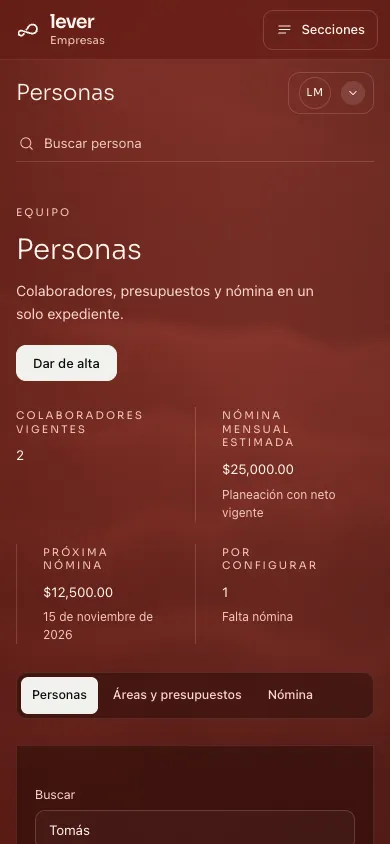 lever
Empresas
Secciones
Personas
LM
Buscar persona
EQUIPO
Personas
Colaboradores, presupuestos y nómina en un
solo expediente.
Dar de alta
COLABORADORES
VIGENTES
2
NÓMINA
MENSUAL
ESTIMADA
$25,000.00
Planeación con neto
vigente
PRÓXIMA
NÓMINA
$12,500.00
15 de noviembre de
2026
POR
CONFIGURAR
1
Falta nómina
Personas
Áreas y presupuestos
Nómina
Buscar
Tomás